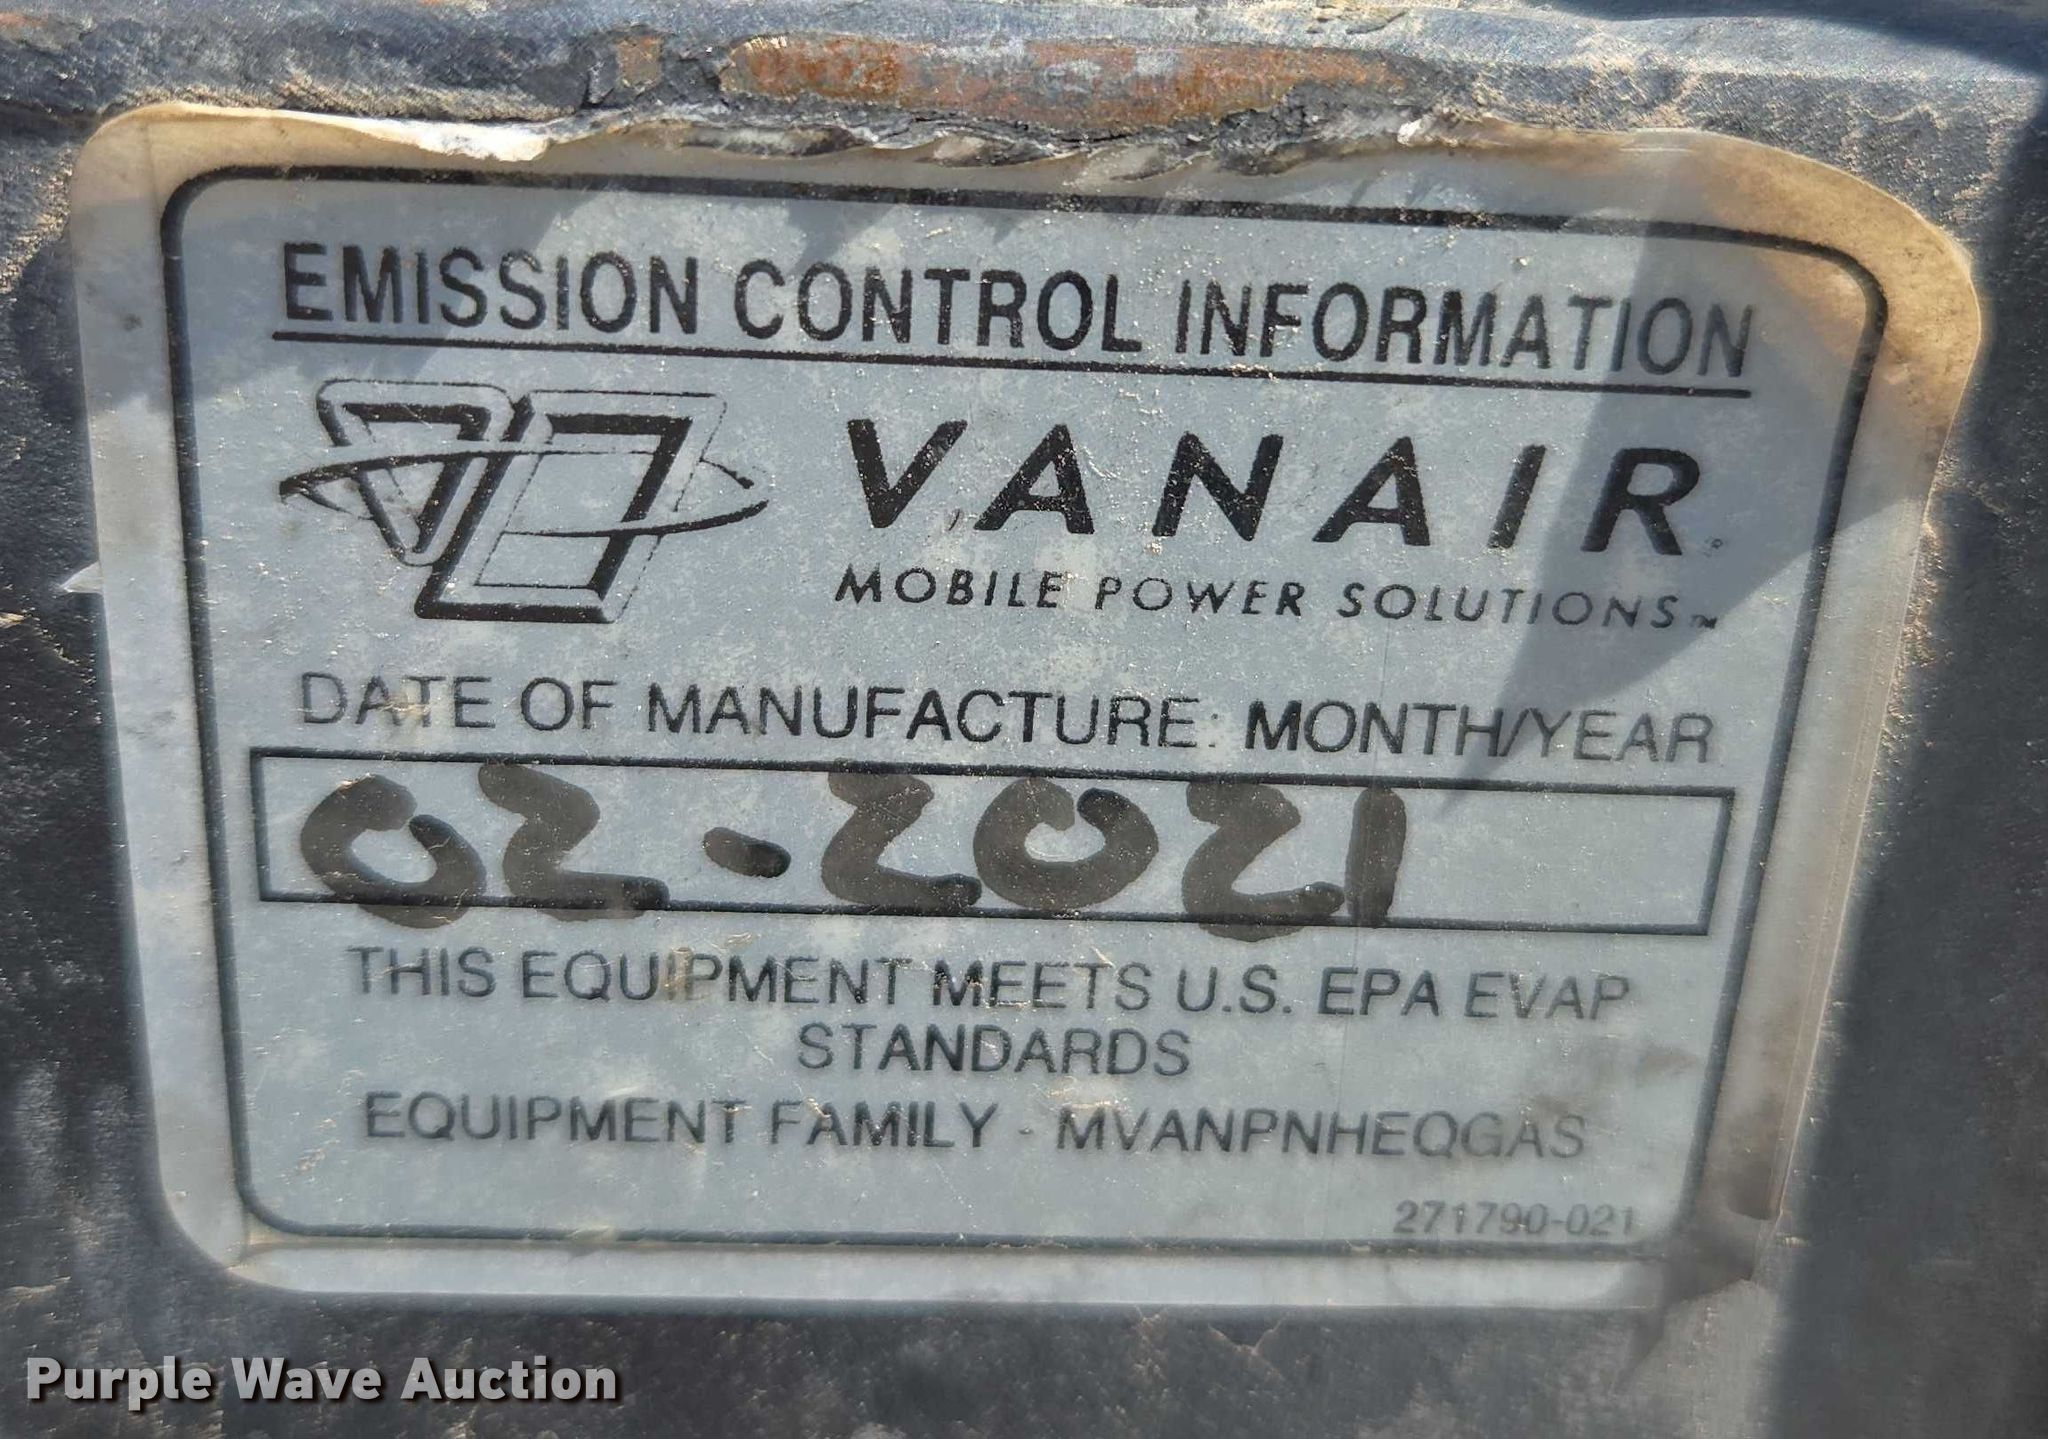 EMISSION CONTROL INFORMATION
VANAIR
MOBILE POWER SOLUTIONS™
DATE OF MANUFACTURE: MONTH/YEAR
02-2021
THIS EQUIPMENT MEETS U.S. EPA EVAP
STANDARDS
EQUIPMENT FAMILY - MVANPNHEQGAS
271790-021
Purple Wave Auction